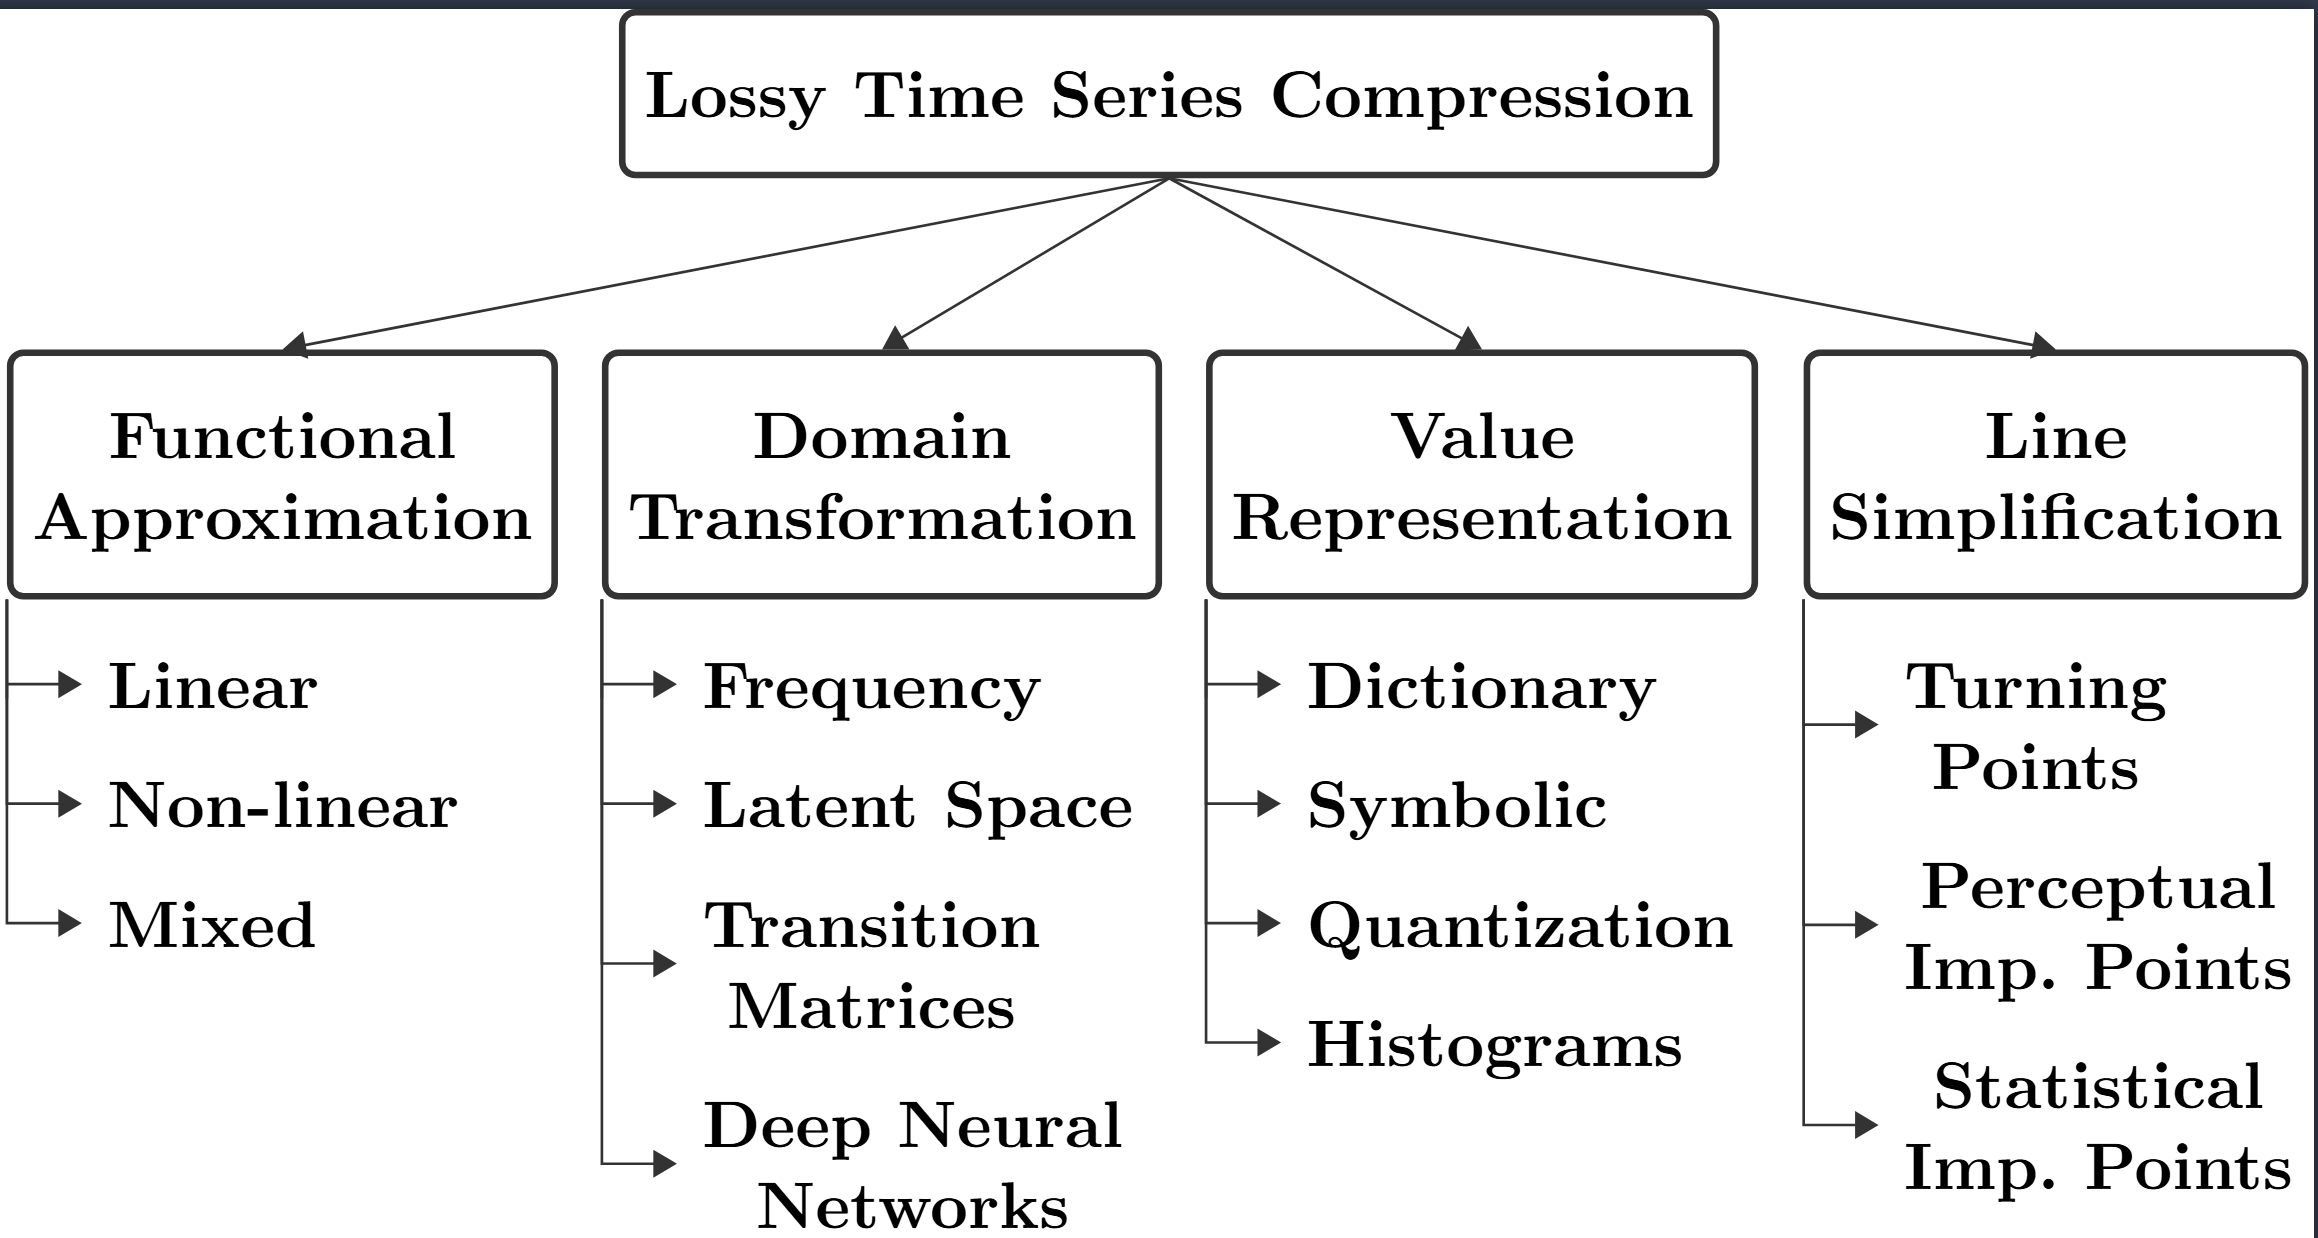 Lossy Time Series Compression
Functional
Approximation
Linear
Non-linear
Mixed
Domain
Transformation
Frequency
Latent Space
Transition
Matrices
Deep Neural
Networks
Value
Representation
Dictionary
Symbolic
Quantization
Histograms
Line
Simplification
Turning
Points
Perceptual
Imp. Points
Statistical
Imp. Points